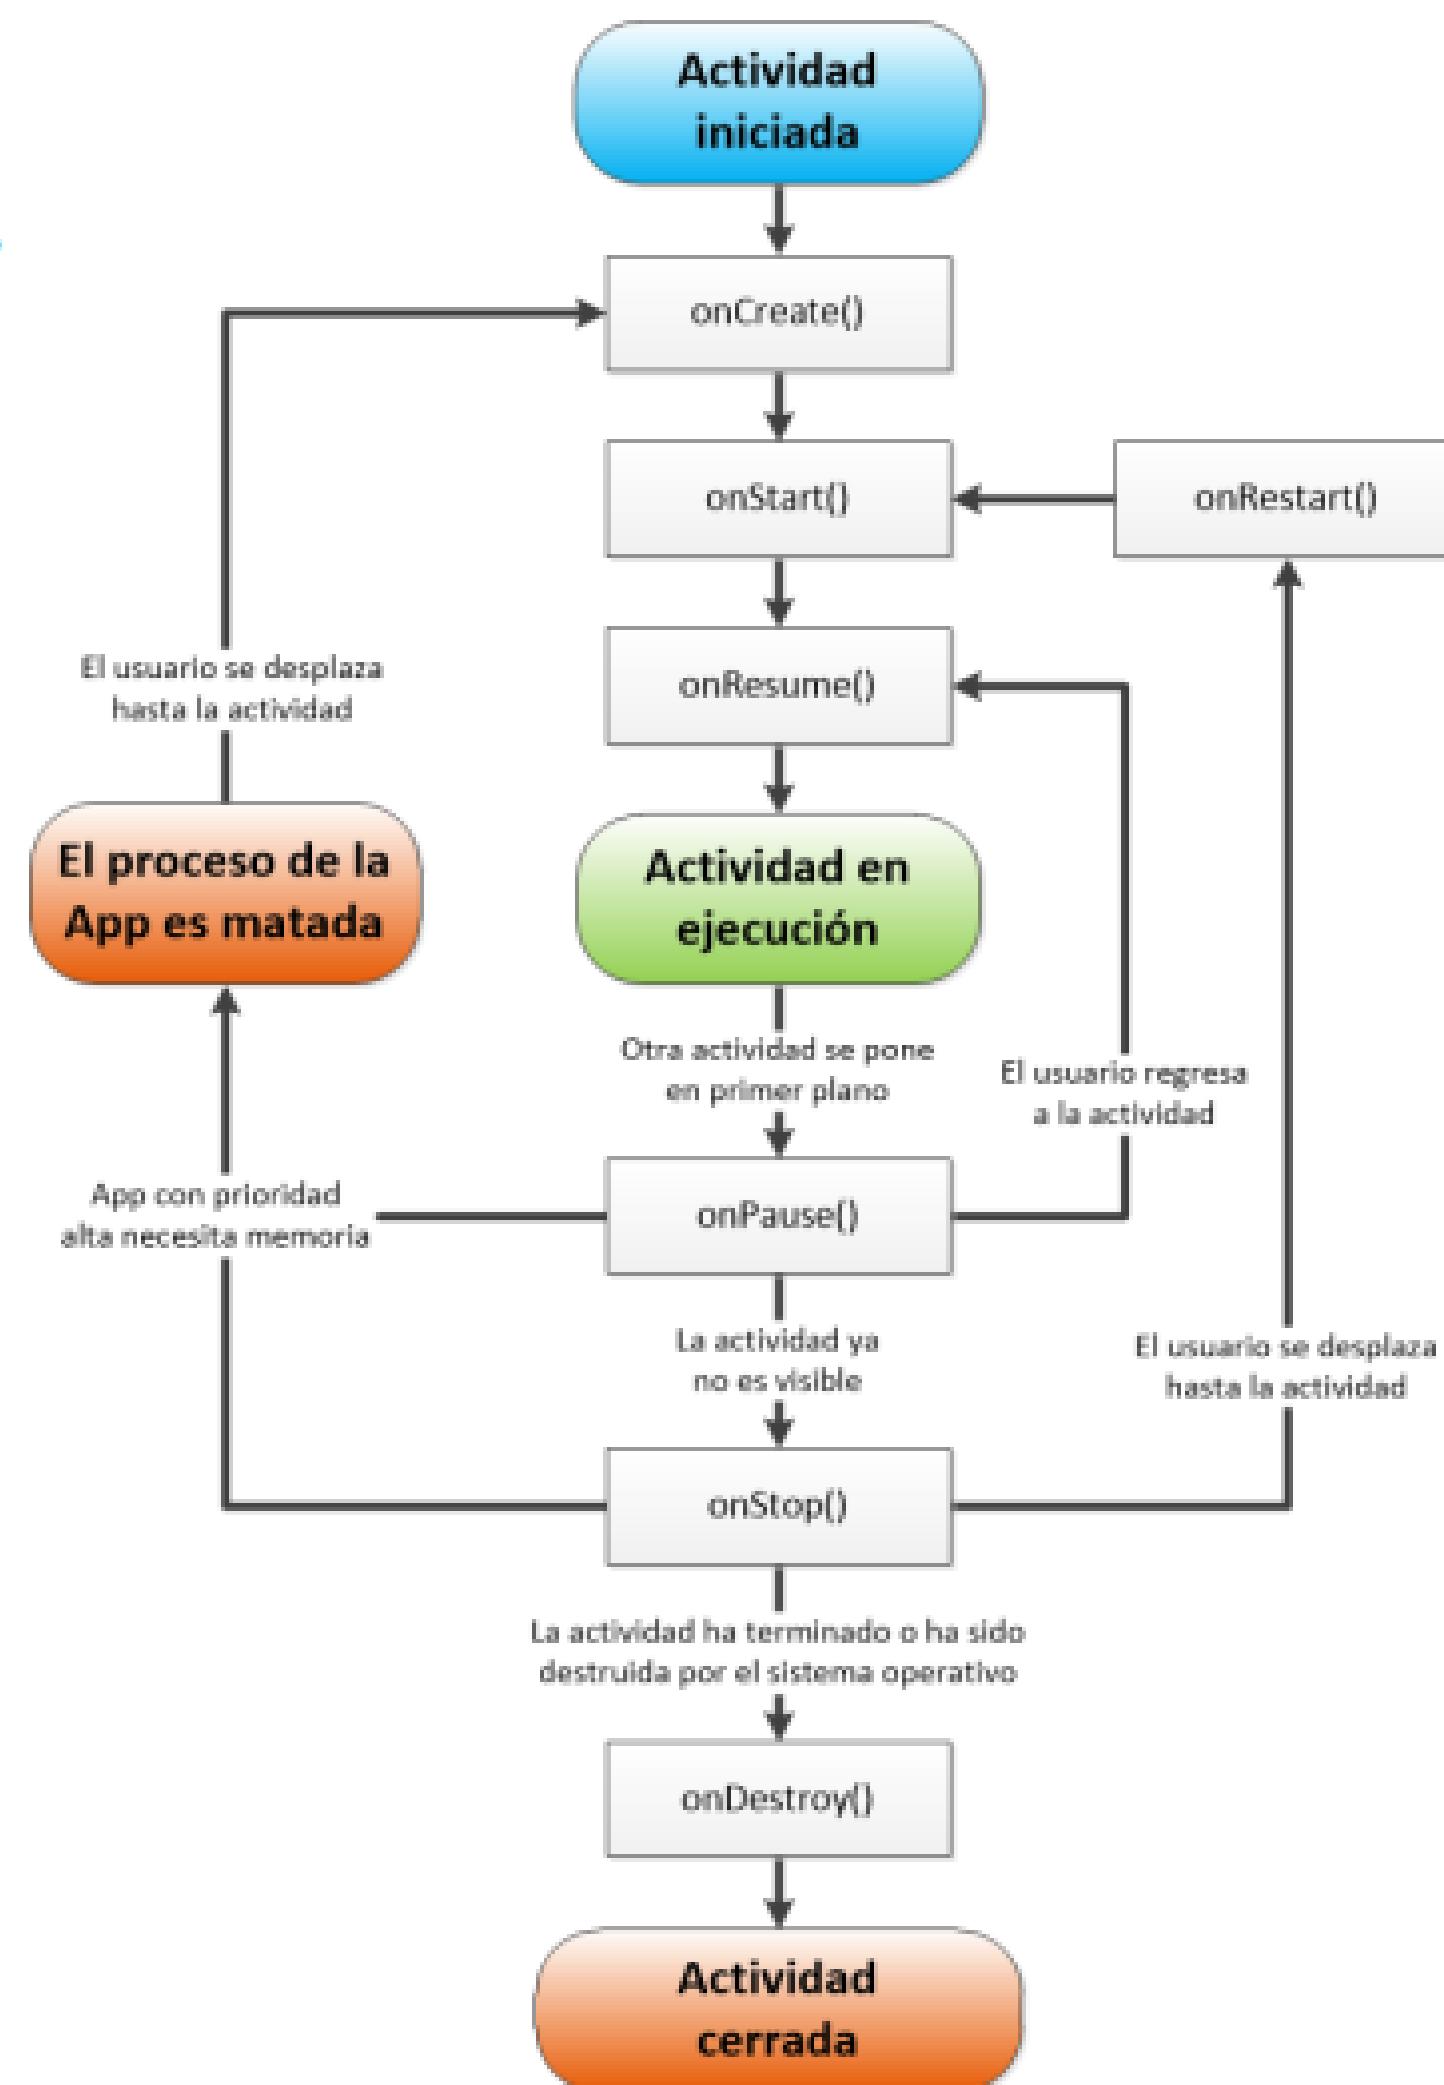 Actividad
iniciada
onCreate()
onStart()
onRestart()
El usuario se desplaza
hasta la actividad
onResume()
El proceso de la
App es matada
Actividad en
ejecución
Otra actividad se pone
en primer plano
El usuario regresa
a la actividad
App con prioridad
alta necesita memoria
onPause()
La actividad ya
no es visible
El usuario se desplaza
hasta la actividad
onStop()
La actividad ha terminado o ha sido
destruida por el sistema operativo
onDestroy()
Actividad
cerrada